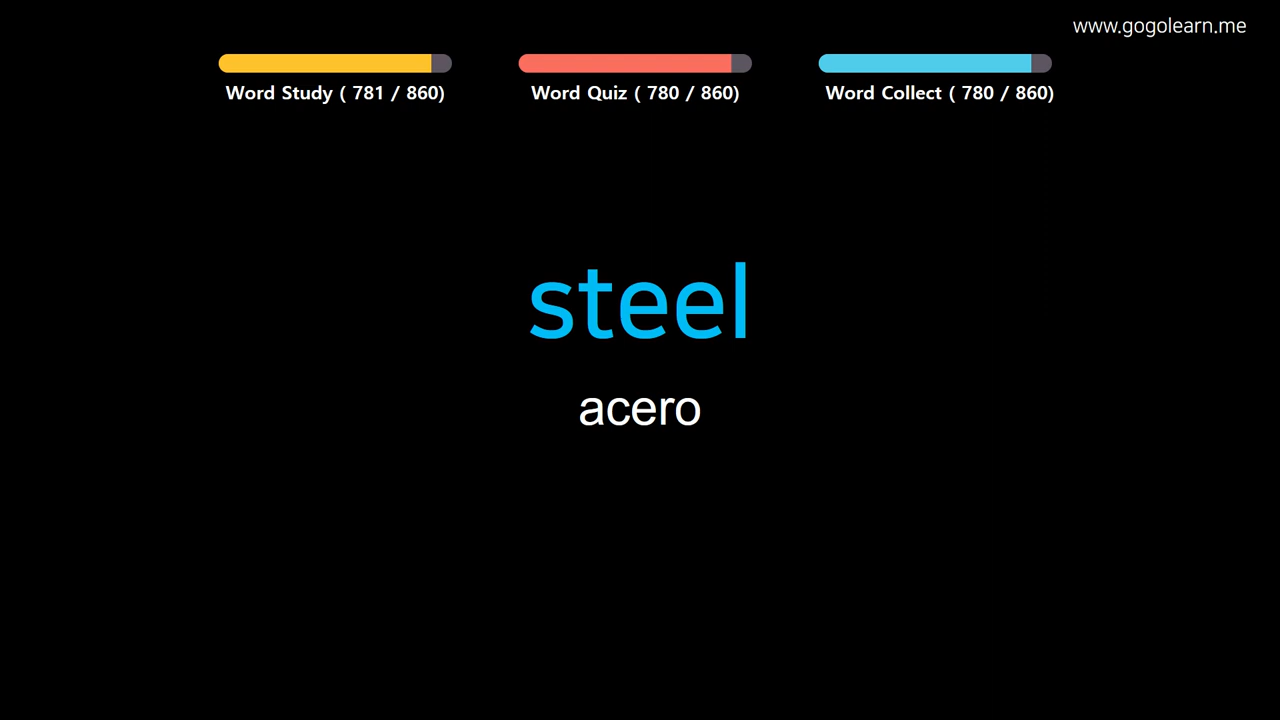 www.gogolearn.me
Word Study ( 781 / 860)
Word Quiz ( 780 / 860)
Word Collect ( 780 / 860)
steel
acero